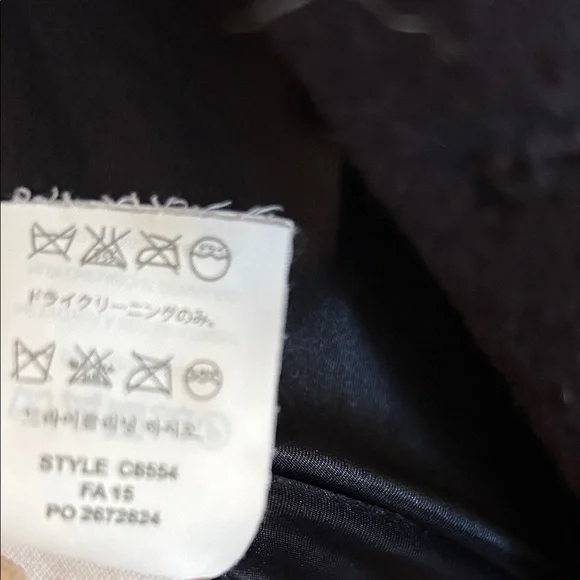 ドライクリーニングのみ。
드라이클리닝 하시오
STYLE C8554
FA 15
PO 2672624